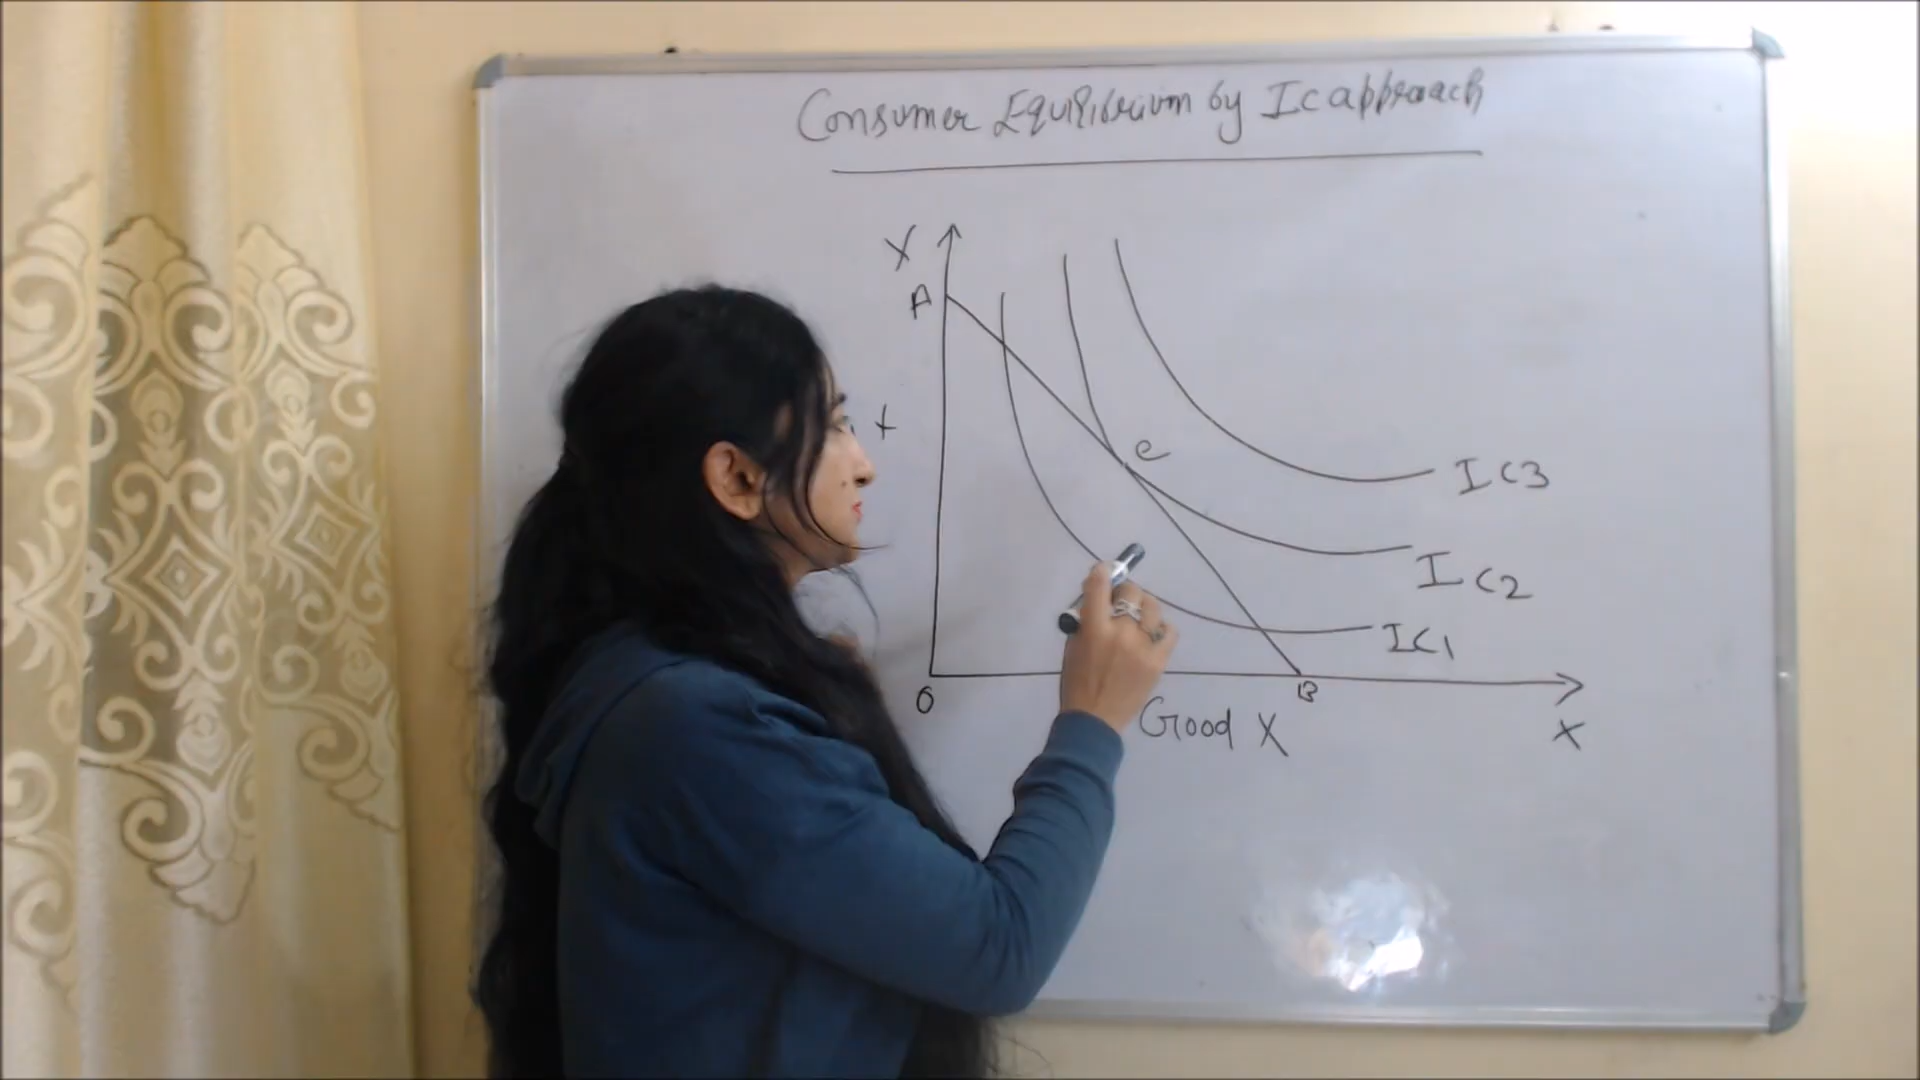 Consumer Equilibrium by Ic approach
Y
A
e
IC3
IC2
IC1
O
B
Good X
X